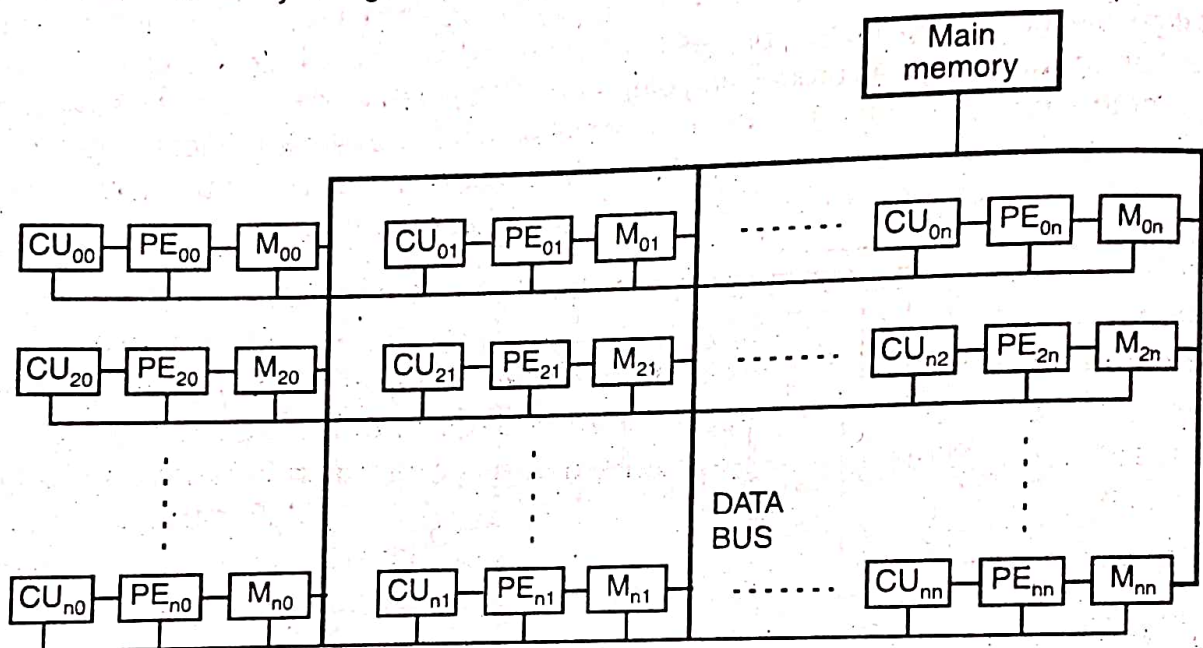 Main
memory
CU₀₀ PE₀₀ M₀₀ CU₀₁ PE₀₁ M₀₁ CU₀ₙ PE₀ₙ M₀ₙ
CU₂₀ PE₂₀ M₂₀ CU₂₁ PE₂₁ M₂₁ CUₙ₂ PE₂ₙ M₂ₙ
DATA
BUS
CUₙ₀ PEₙ₀ Mₙ₀ CUₙ₁ PEₙ₁ Mₙ₁ CUₙₙ PEₙₙ Mₙₙ